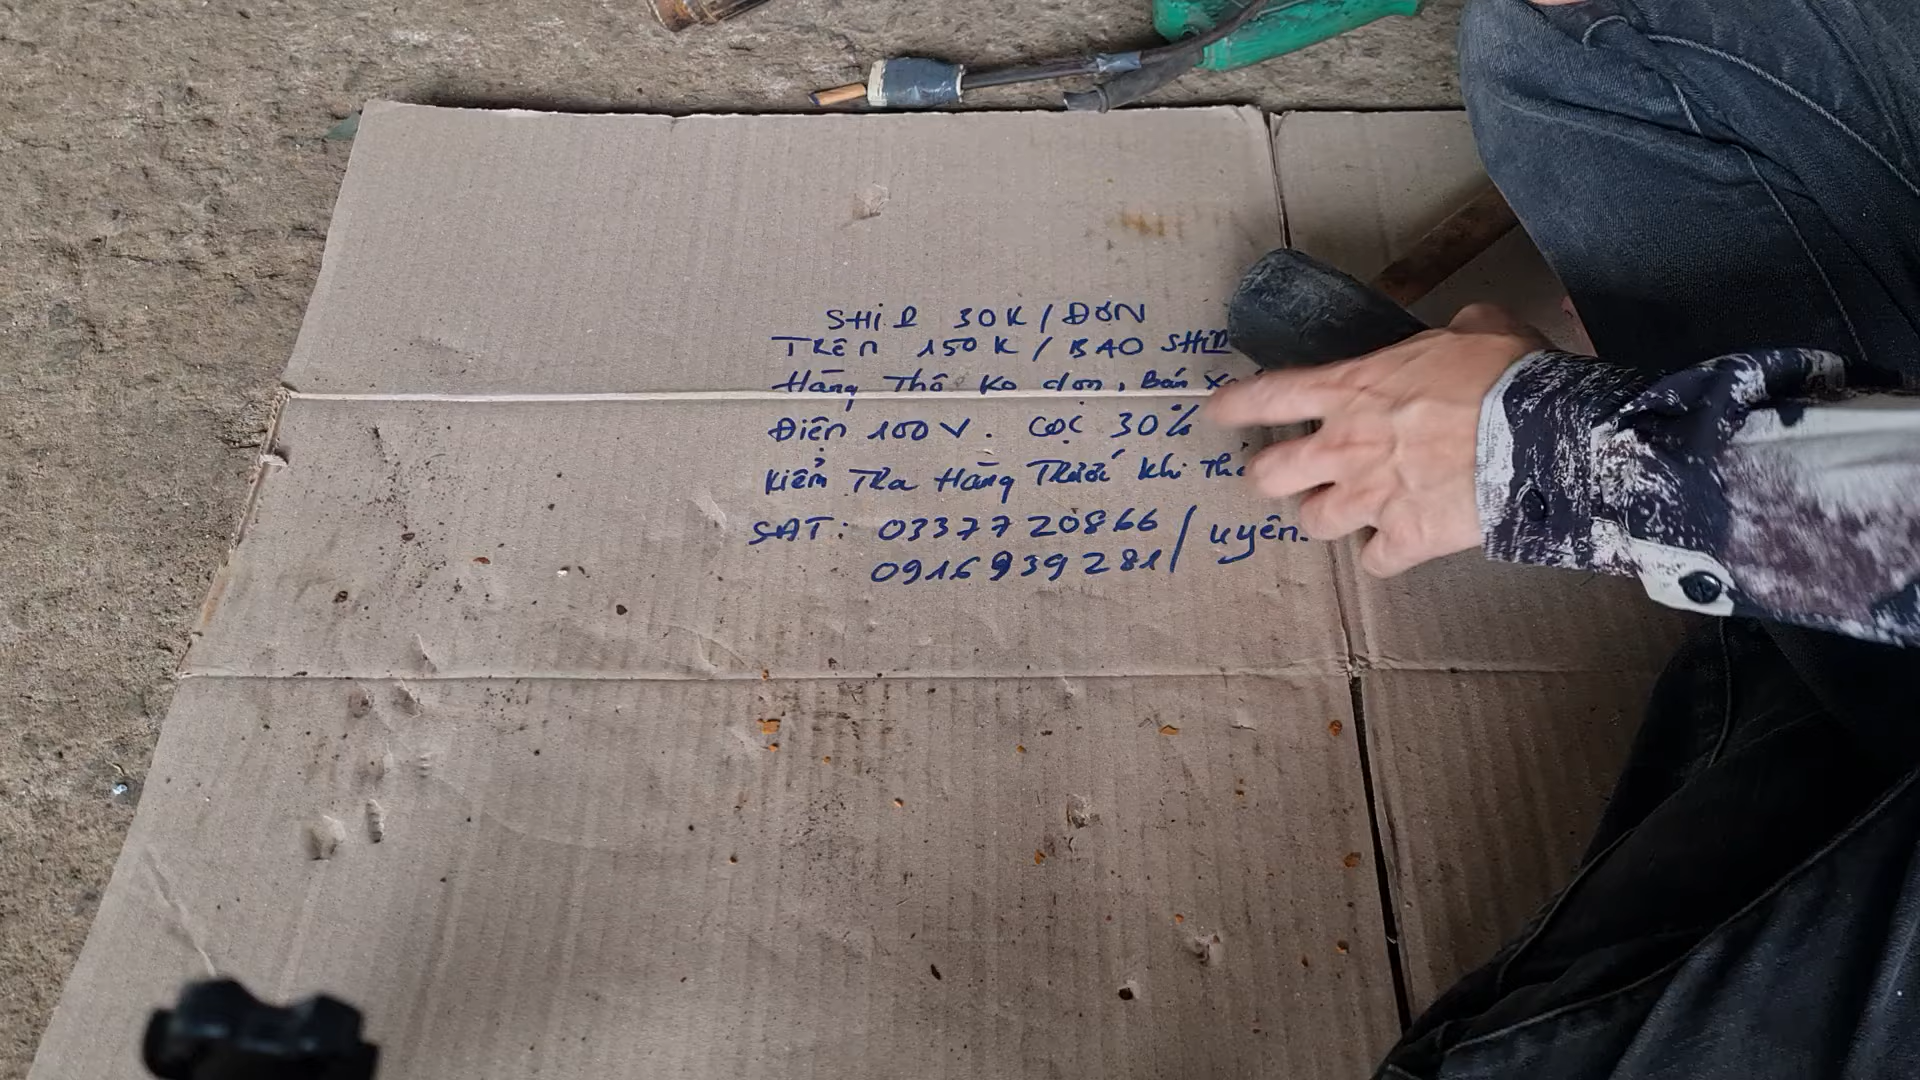 SHiP 30K/ĐƠN
TRÊN 150K/BAO SHIP
Hàng Thô Ko dọn, Bán
Điện 100V. CỌC 30%
Kiểm TRa Hàng TRước khi
SĐT: 0337720866/uyên.
0916939281/